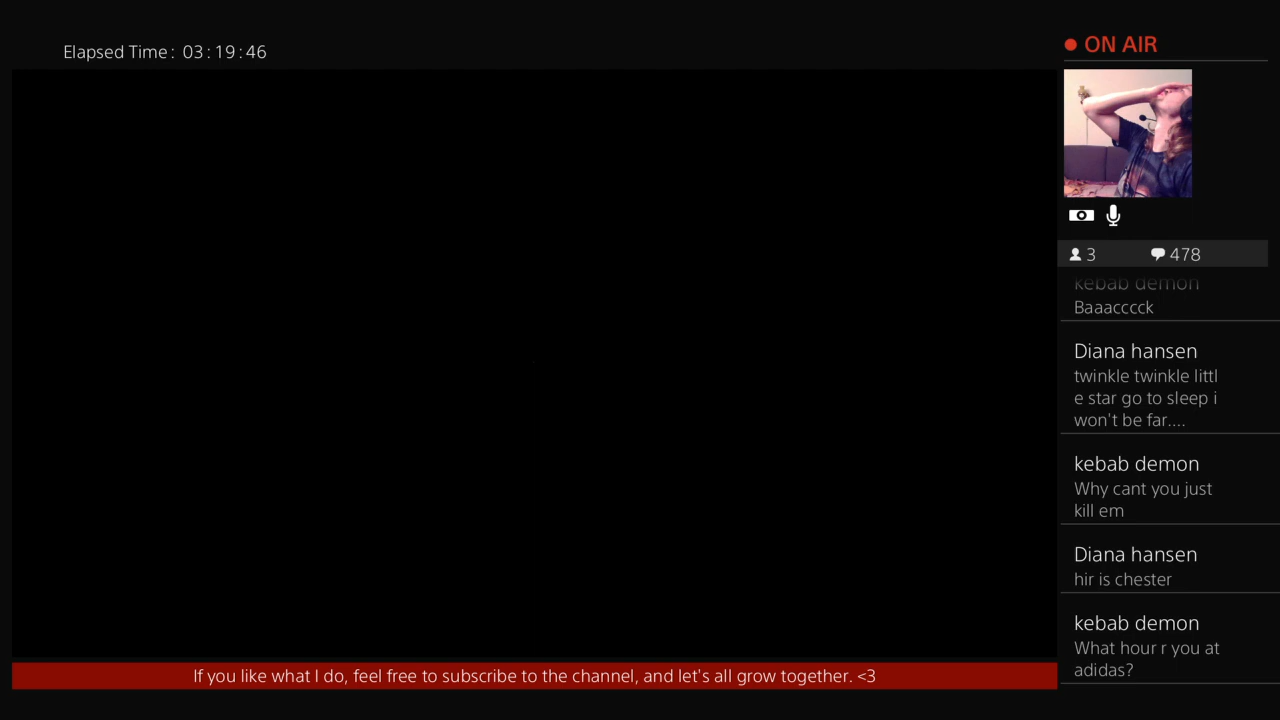 Elapsed Time: 03:19:46
ON AIR
3 478
kebab demon
Baaacccck
Diana hansen
twinkle twinkle littl
e star go to sleep i
won't be far....
kebab demon
Why cant you just
kill em
Diana hansen
hir is chester
kebab demon
What hour r you at
adidas?
If you like what I do, feel free to subscribe to the channel, and let's all grow together. <3